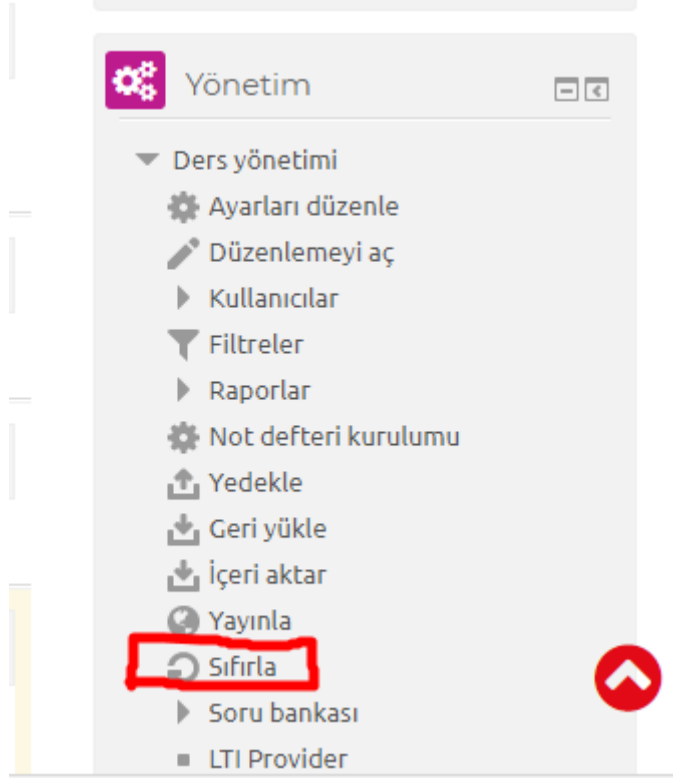 Yönetim
Ders yönetimi
Ayarları düzenle
Düzenlemeyi aç
Kullanıcılar
Filtreler
Raporlar
Not defteri kurulumu
Yedekle
Geri yükle
İçeri aktar
Yayınla
Sıfırla
Soru bankası
LTI Provider